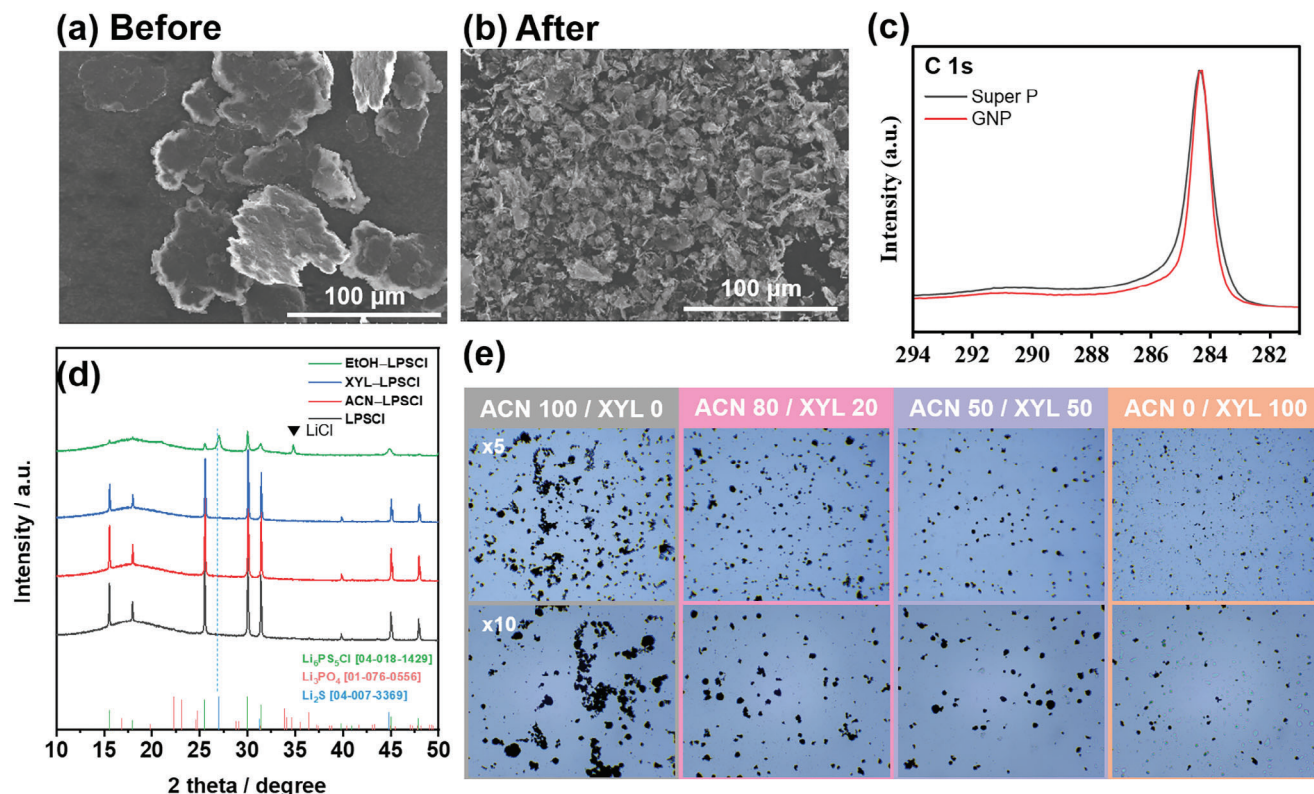 (a) Before
100 µm
(b) After
100 µm
(c)
C 1s
Super P
GNP
Intensity (a.u.)
294 292 290 288 286 284 282
(d)
EtOH–LPSCl
XYL–LPSCl
ACN–LPSCl
LPSCl
▼ LiCl
Intensity / a.u.
Li₆PS₅Cl [04-018-1429]
Li₃PO₄ [01-076-0556]
Li₂S [04-007-3369]
10 15 20 25 30 35 40 45 50
2 theta / degree
(e)
ACN 100 / XYL 0 ACN 80 / XYL 20 ACN 50 / XYL 50 ACN 0 / XYL 100
x5
x10